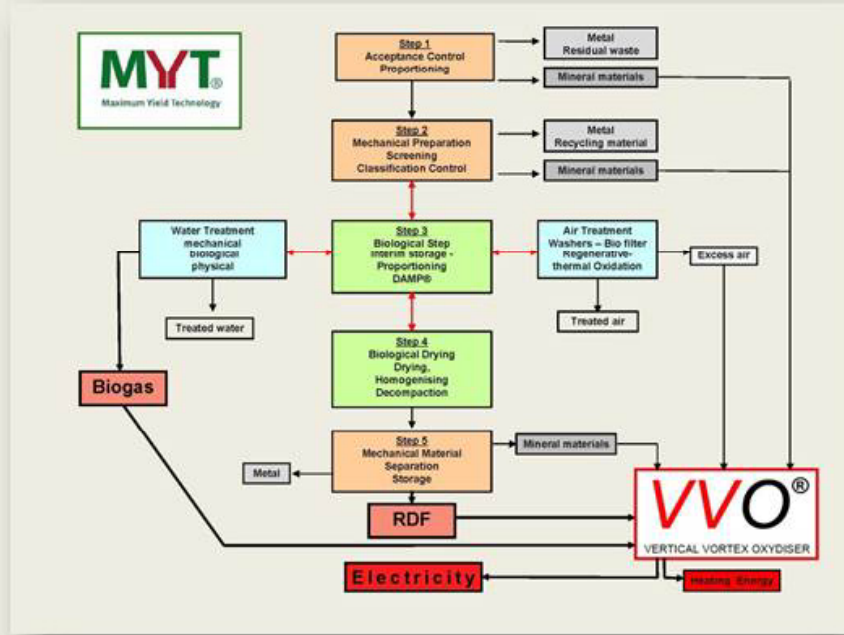 MYT®
Maximum Yield Technology
Step 1
Acceptance Control
Proportioning
Metal
Residual waste
Mineral materials
Step 2
Mechanical Preparation
Screening
Classification Control
Metal
Recycling material
Mineral materials
Water Treatment
mechanical
biological
physical
Step 3
Biological Step
Interim storage -
Proportioning
DAMP®
Air Treatment
Washers – Bio filter
Regenerative-
thermal Oxidation
Excess air
Treated water
Treated air
Step 4
Biological Drying
Drying,
Homogenising
Decompaction
Biogas
Step 5
Mechanical Material
Separation
Storage
Mineral materials
Metal
RDF
VVO®
VERTICAL VORTEX OXYDISER
Electricity
Heating Energy